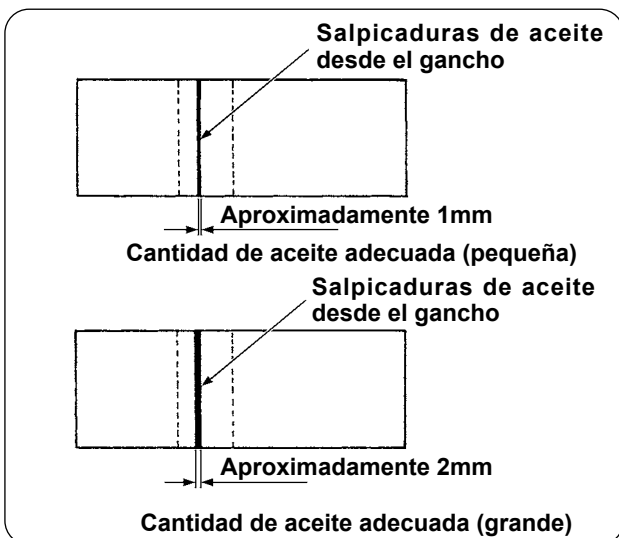 Salpicaduras de aceite
desde el gancho
Aproximadamente 1mm
Cantidad de aceite adecuada (pequeña)
Salpicaduras de aceite
desde el gancho
Aproximadamente 2mm
Cantidad de aceite adecuada (grande)